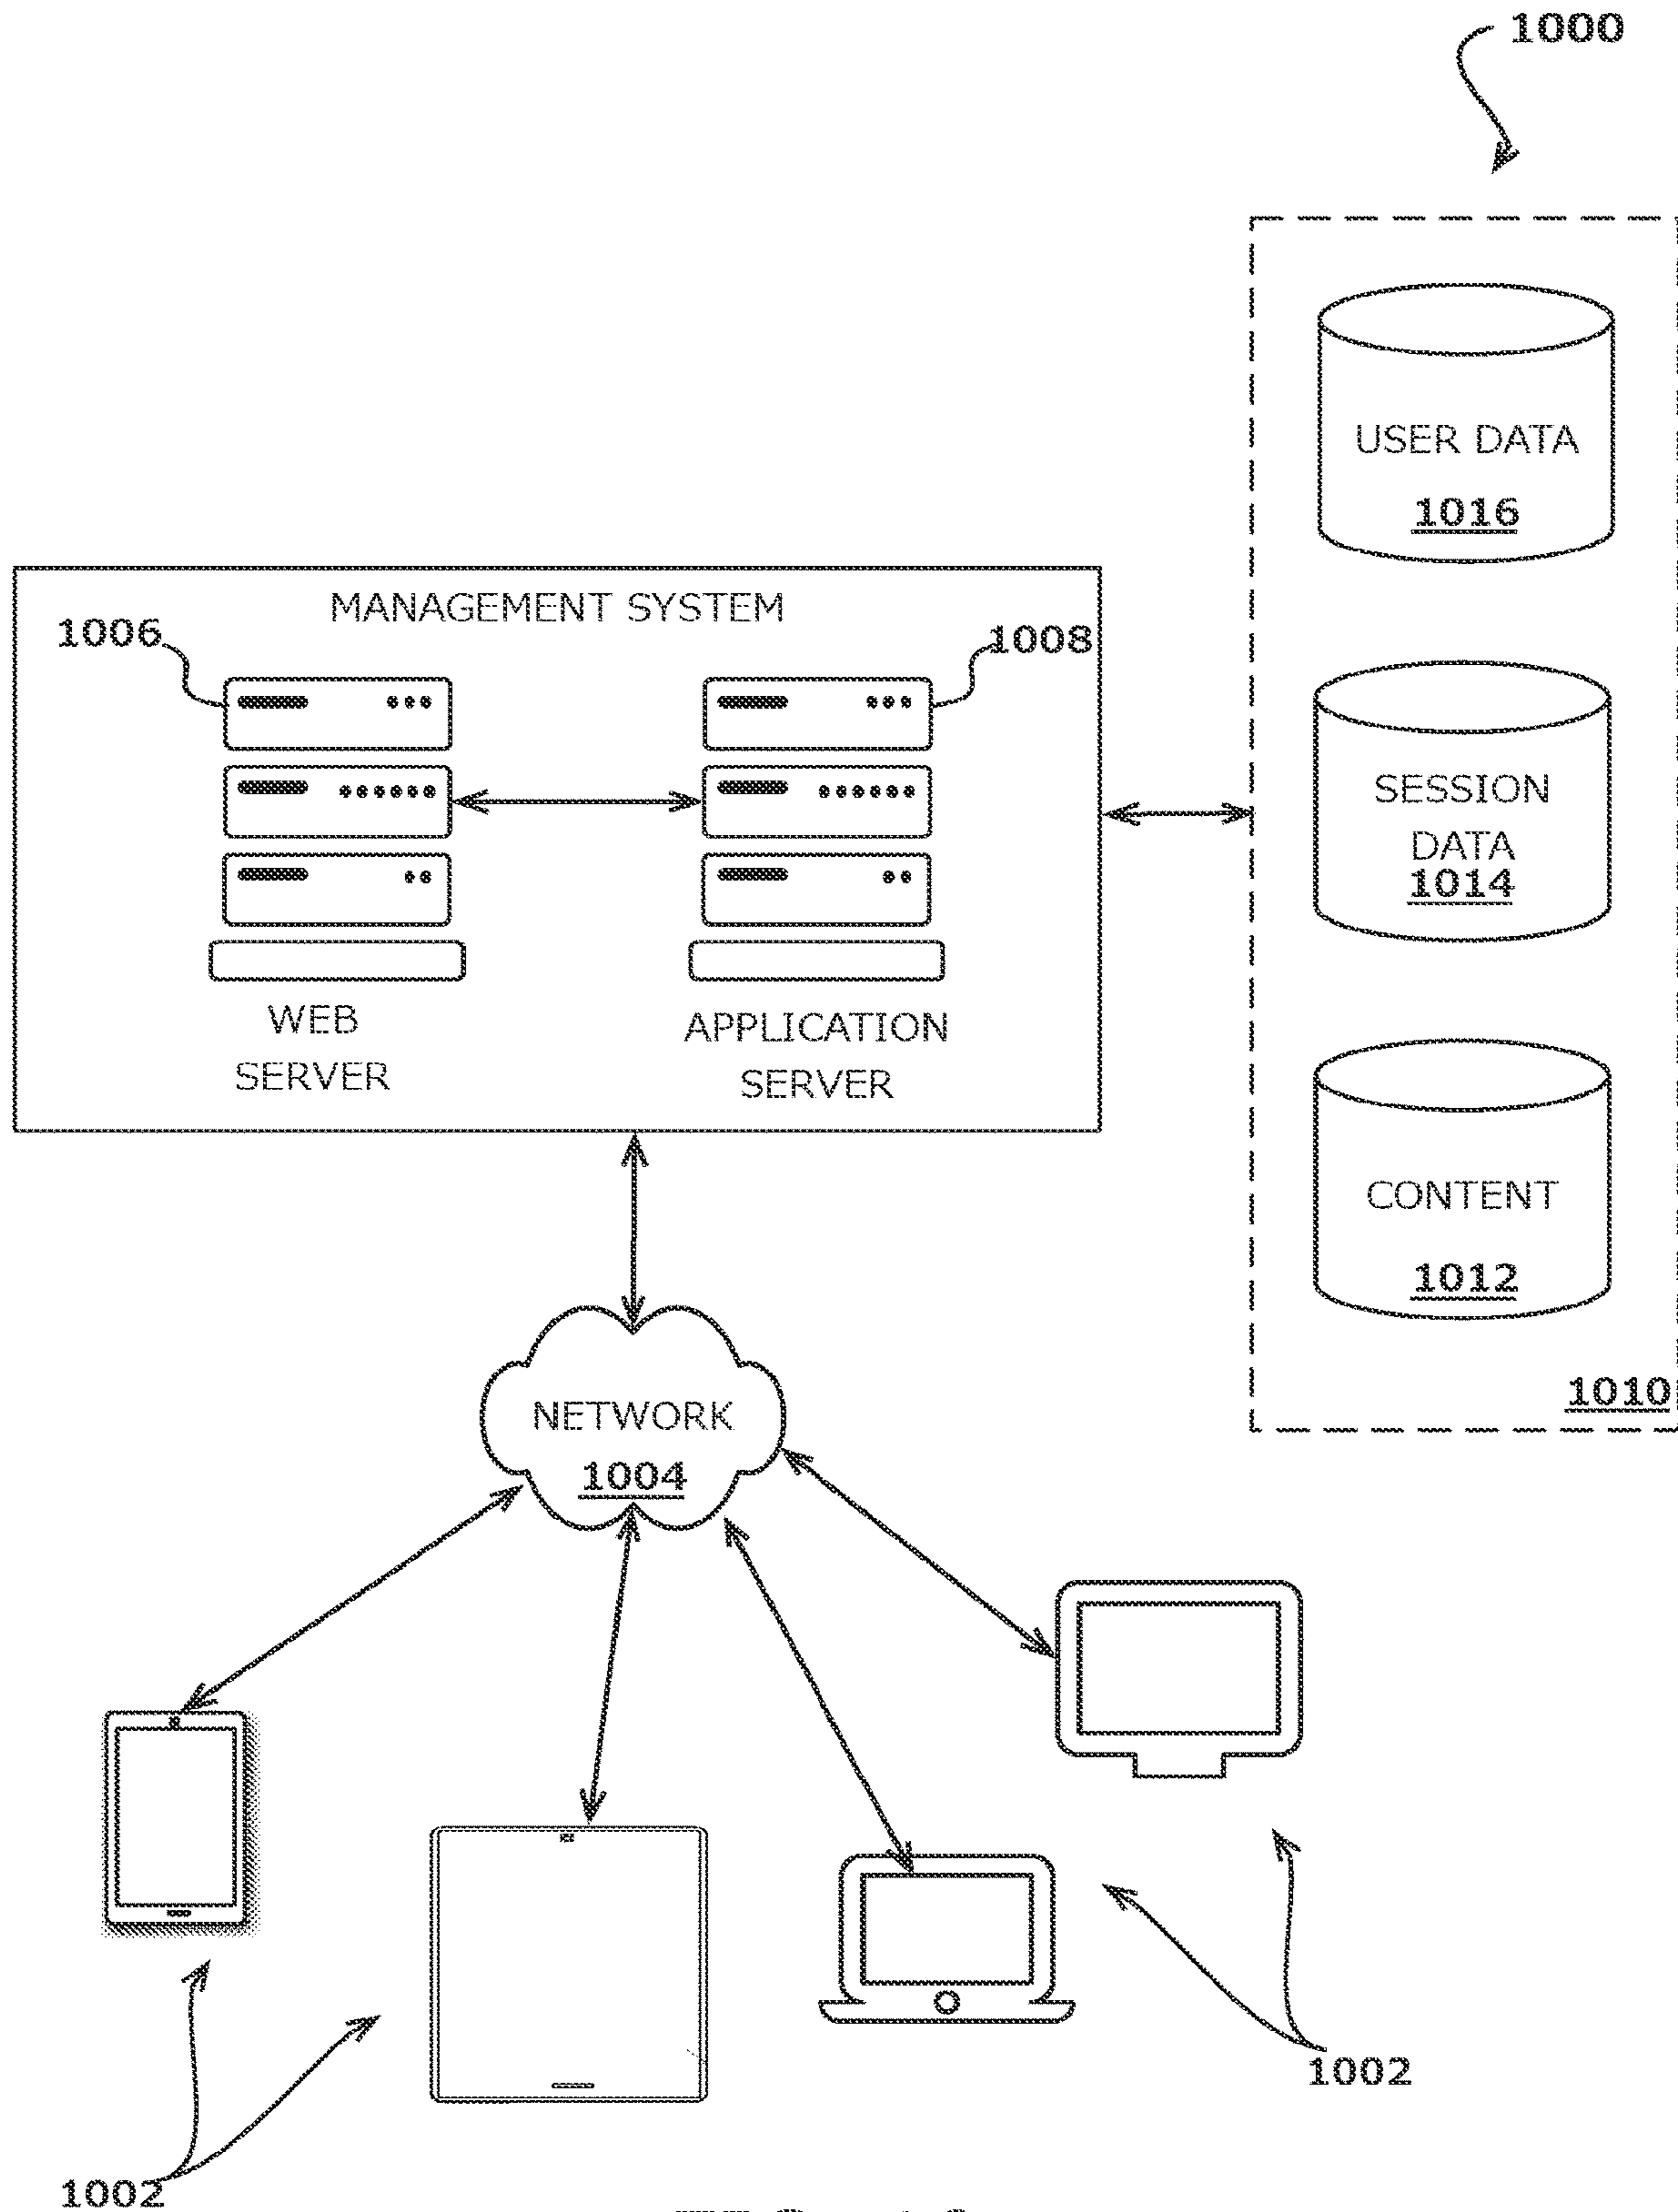 1000
USER DATA
1016
MANAGEMENT SYSTEM
1006
1008
SESSION
DATA
1014
WEB
SERVER
APPLICATION
SERVER
CONTENT
1012
1010
NETWORK
1004
1002
1002